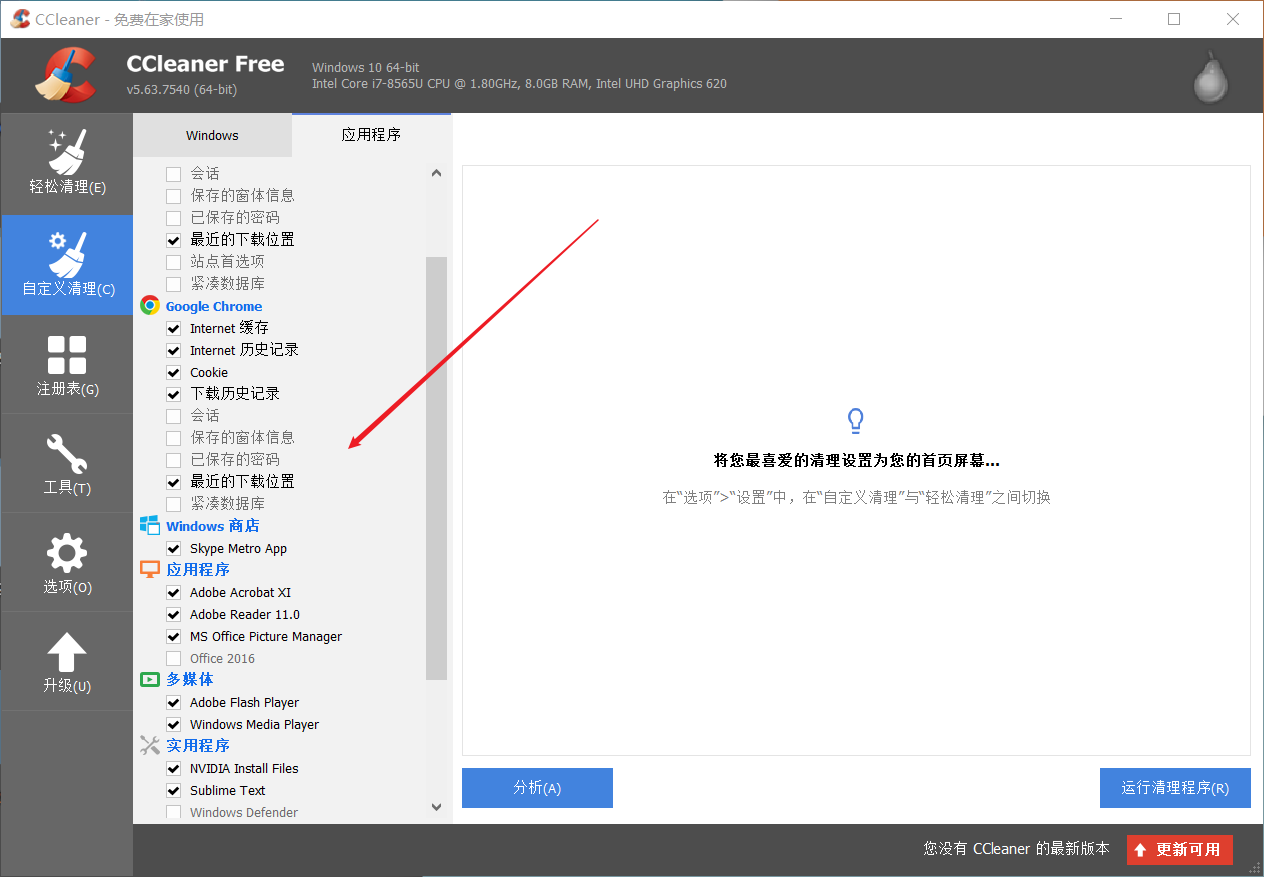 CCleaner - 免费在家使用
CCleaner Free
v5.63.7540 (64-bit)
Windows 10 64-bit
Intel Core i7-8565U CPU @ 1.80GHz, 8.0GB RAM, Intel UHD Graphics 620
轻松清理(E)
自定义清理(C)
注册表(G)
工具(T)
选项(O)
升级(U)
Windows
应用程序
会话
保存的窗体信息
已保存的密码
最近的下载位置
站点首选项
紧凑数据库
Google Chrome
Internet 缓存
Internet 历史记录
Cookie
下载历史记录
会话
保存的窗体信息
已保存的密码
最近的下载位置
紧凑数据库
Windows 商店
Skype Metro App
应用程序
Adobe Acrobat XI
Adobe Reader 11.0
MS Office Picture Manager
Office 2016
多媒体
Adobe Flash Player
Windows Media Player
实用程序
NVIDIA Install Files
Sublime Text
Windows Defender
将您最喜爱的清理设置为您的首页屏幕...
在“选项”>“设置”中，在“自定义清理”与“轻松清理”之间切换
分析(A)
运行清理程序(R)
您没有 CCleaner 的最新版本
更新可用